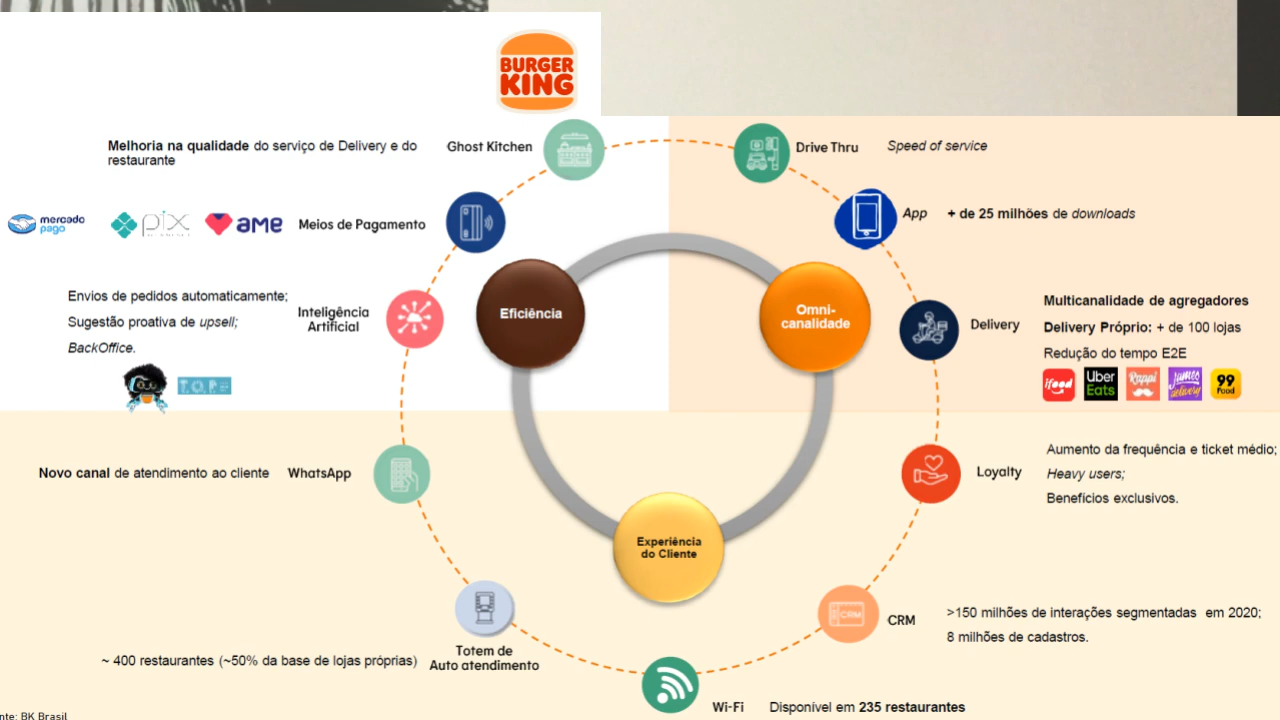 BURGER
KING
Melhoria na qualidade do serviço de Delivery e do
restaurante
Ghost Kitchen
Drive Thru
Speed of service
mercado
pago
pix
AME
Meios de Pagamento
App
+ de 25 milhões de downloads
Envios de pedidos automaticamente;
Sugestão proativa de upsell;
BackOffice.
Inteligência
Artificial
Eficiência
Omni-
canalidade
Delivery
Multicanalidade de agregadores
Delivery Próprio: + de 100 lojas
Redução do tempo E2E
ifood
Uber
Eats
Rappi
James
delivery
99
Food
Novo canal de atendimento ao cliente
WhatsApp
Loyalty
Aumento da frequência e ticket médio;
Heavy users;
Benefícios exclusivos.
Experiência
do Cliente
CRM
CRM
>150 milhões de interações segmentadas em 2020;
8 milhões de cadastros.
~ 400 restaurantes (~50% da base de lojas próprias)
Totem de
Auto atendimento
Wi-Fi
Disponível em 235 restaurantes
nte: BK Brasil